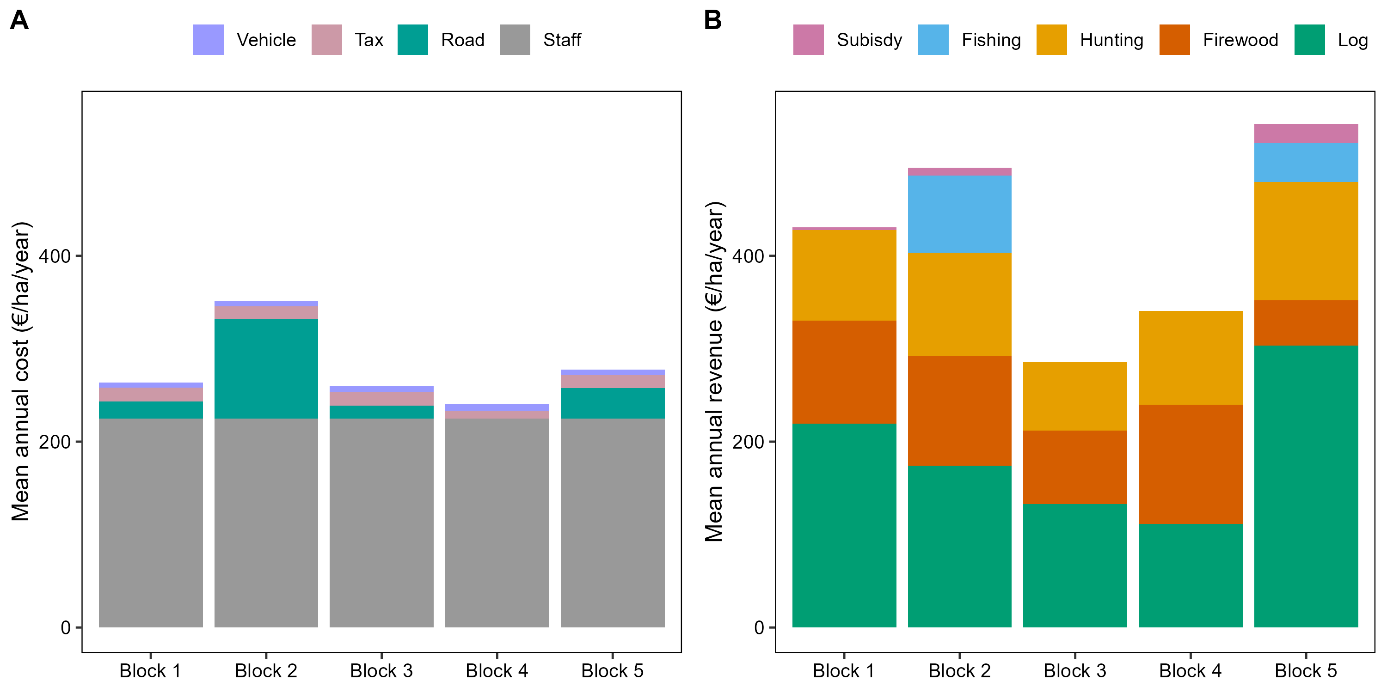 A
Vehicle Tax Road Staff
Mean annual cost (€/ha/year)
400
200
0
Block 1 Block 2 Block 3 Block 4 Block 5
B
Subisdy Fishing Hunting Firewood Log
Mean annual revenue (€/ha/year)
400
200
0
Block 1 Block 2 Block 3 Block 4 Block 5